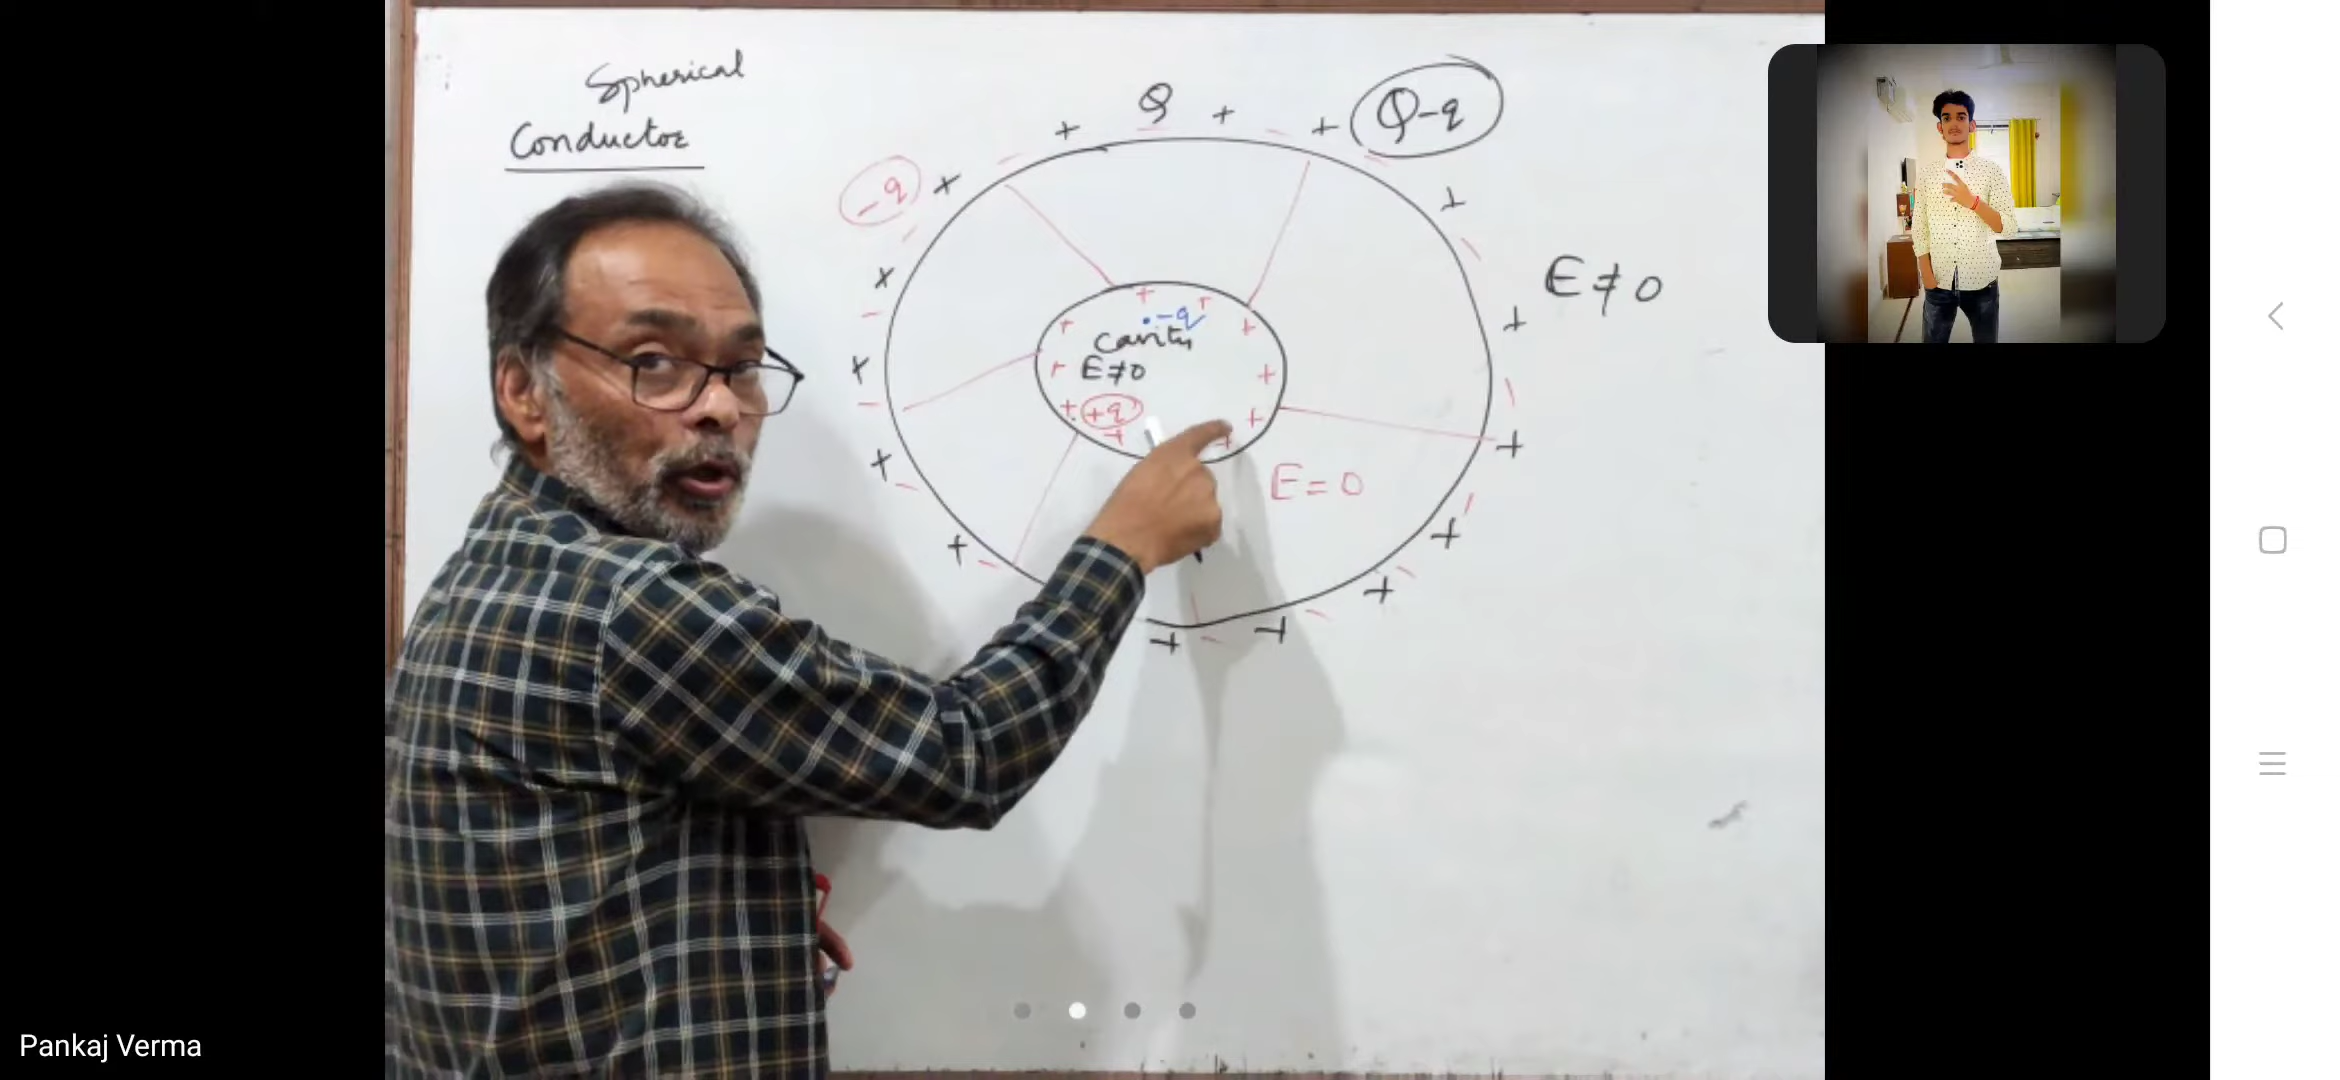 Spherical
Conductor
Q
Q-q
-q
+ + + + + + + + + + + + + + + + +
E ≠ 0
.-q
Cavity
E≠0
+q
E = 0
Pankaj Verma